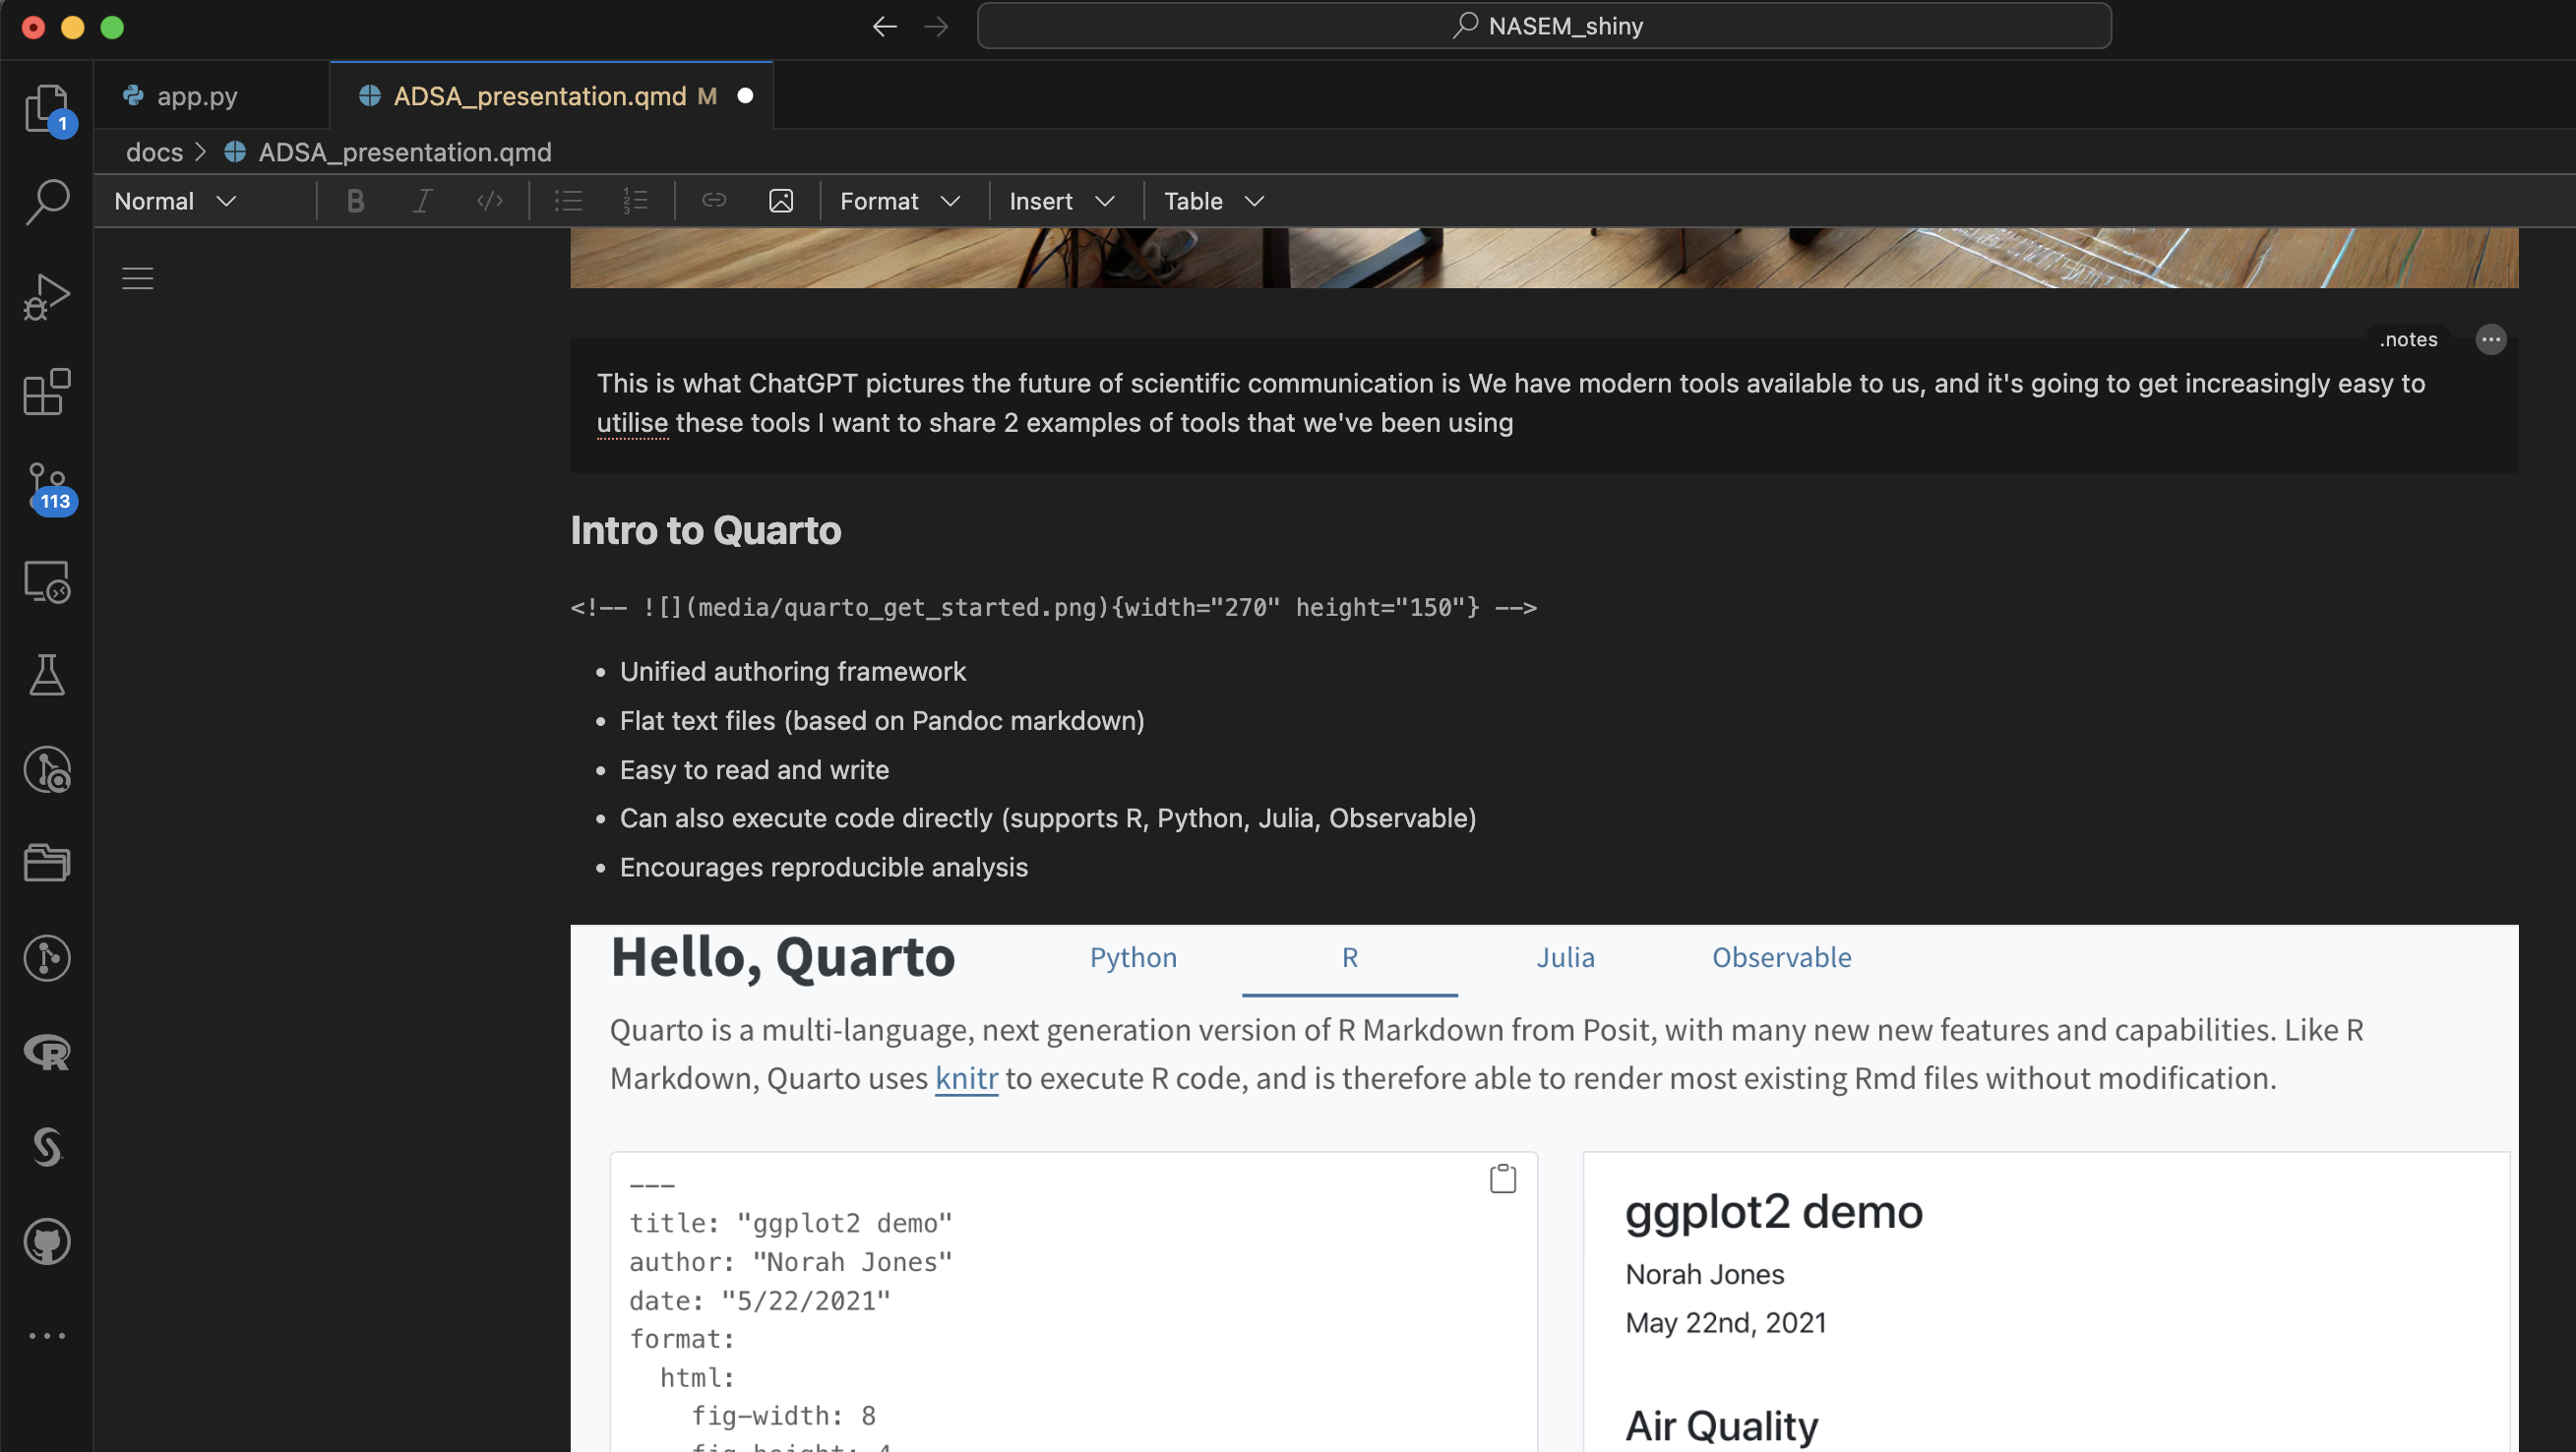 NASEM_shiny
app.py
ADSA_presentation.qmd M
1
docs > ADSA_presentation.qmd
Normal B I </> Format Insert Table
.notes
This is what ChatGPT pictures the future of scientific communication is We have modern tools available to us, and it's going to get increasingly easy to
utilise these tools I want to share 2 examples of tools that we've been using
113
Intro to Quarto
<!-- ![](media/quarto_get_started.png){width="270" height="150"} -->
• Unified authoring framework
• Flat text files (based on Pandoc markdown)
• Easy to read and write
• Can also execute code directly (supports R, Python, Julia, Observable)
• Encourages reproducible analysis
Hello, Quarto Python R Julia Observable
Quarto is a multi-language, next generation version of R Markdown from Posit, with many new new features and capabilities. Like R
Markdown, Quarto uses knitr to execute R code, and is therefore able to render most existing Rmd files without modification.
---
title: "ggplot2 demo"
author: "Norah Jones"
date: "5/22/2021"
format:
html:
fig-width: 8
fig-height: 4
ggplot2 demo
Norah Jones
May 22nd, 2021
Air Quality